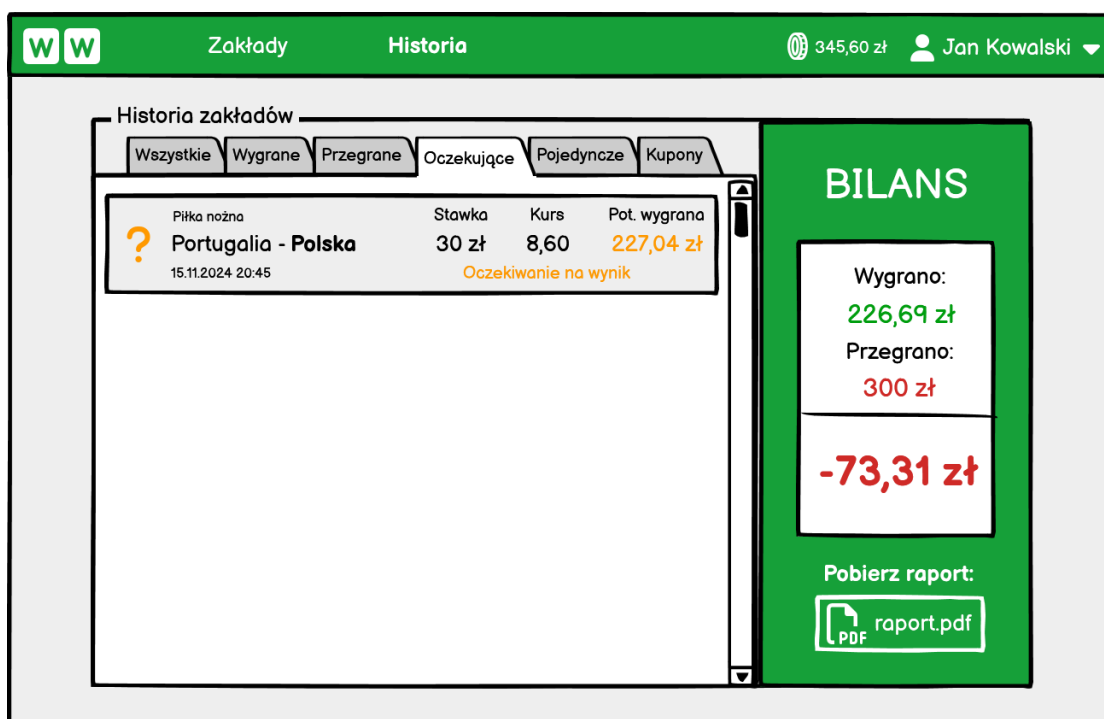 W W Zakłady Historia 345,60 zł Jan Kowalski
Historia zakładów
Wszystkie Wygrane Przegrane Oczekujące Pojedyncze Kupony
Piłka nożna Stawka Kurs Pot. wygrana
? Portugalia - Polska 30 zł 8,60 227,04 zł
15.11.2024 20:45 Oczekiwanie na wynik
BILANS
Wygrano:
226,69 zł
Przegrano:
300 zł
-73,31 zł
Pobierz raport:
PDF raport.pdf